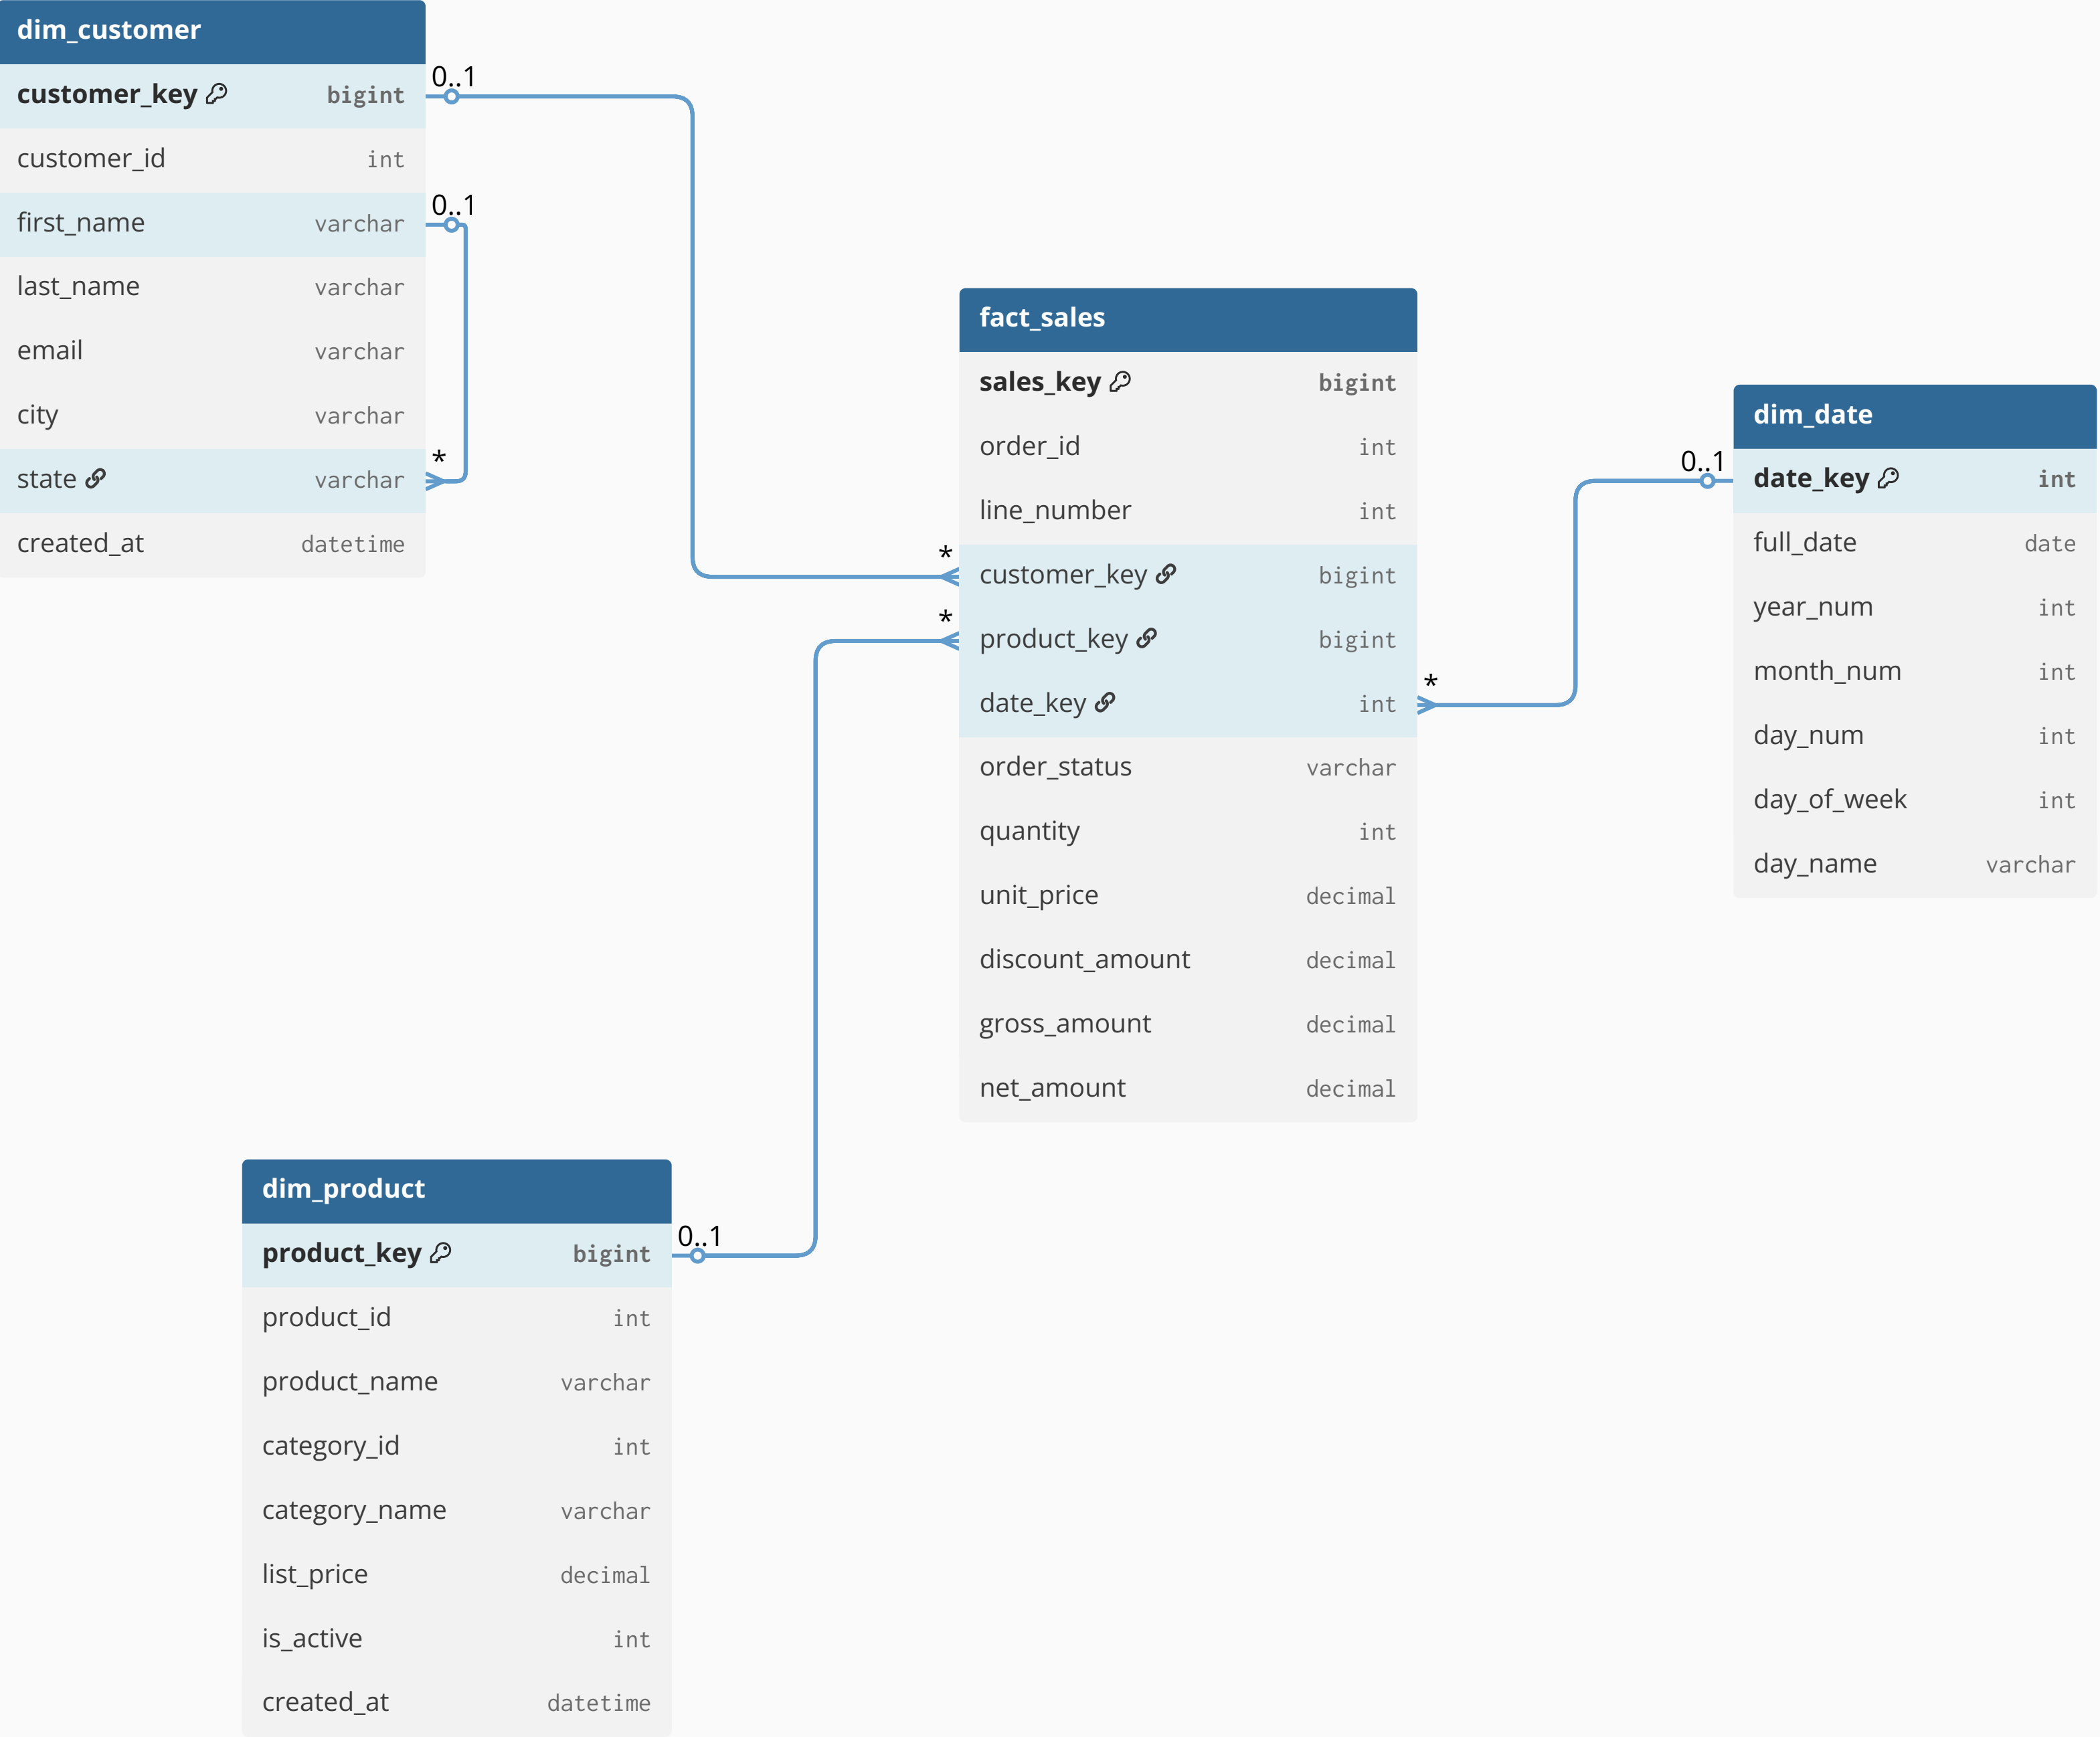 dim_customer
customer_key bigint
customer_id int
first_name varchar
last_name varchar
email varchar
city varchar
state varchar
created_at datetime
0..1
0..1
*
fact_sales
sales_key bigint
order_id int
line_number int
customer_key bigint
product_key bigint
date_key int
order_status varchar
quantity int
unit_price decimal
discount_amount decimal
gross_amount decimal
net_amount decimal
*
*
*
dim_date
0..1
date_key int
full_date date
year_num int
month_num int
day_num int
day_of_week int
day_name varchar
dim_product
product_key bigint
0..1
product_id int
product_name varchar
category_id int
category_name varchar
list_price decimal
is_active int
created_at datetime